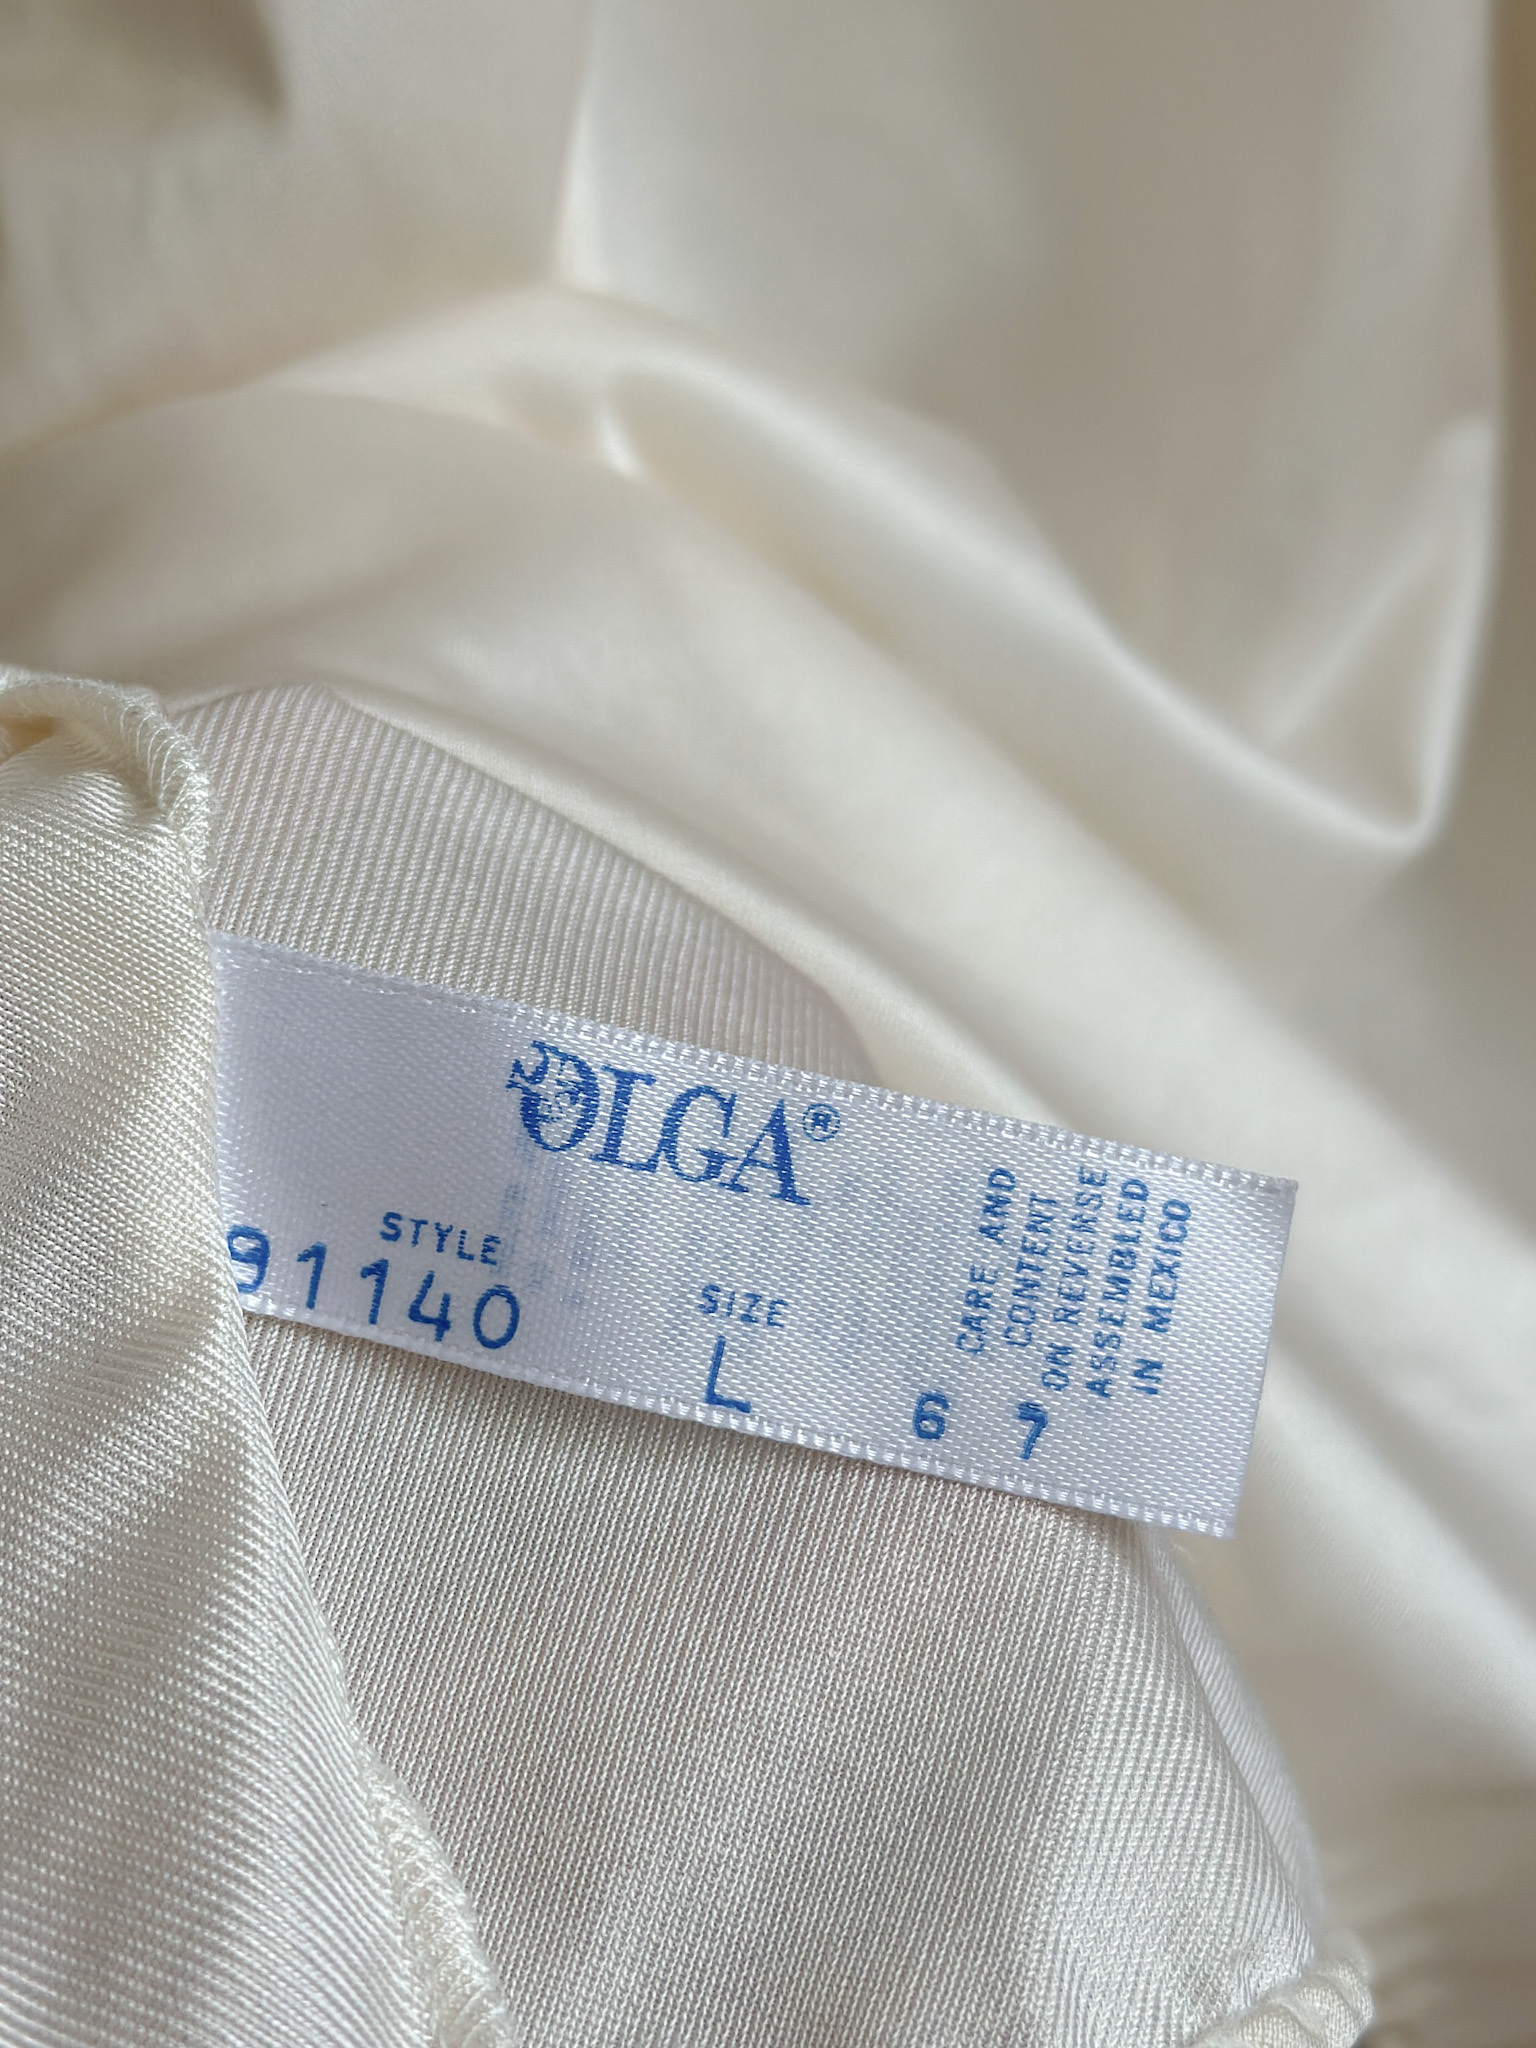 OLGA®
STYLE
91140
SIZE
L
6 7
CARE AND
CONTENT
ON REVERSE
ASSEMBLED
IN MEXICO